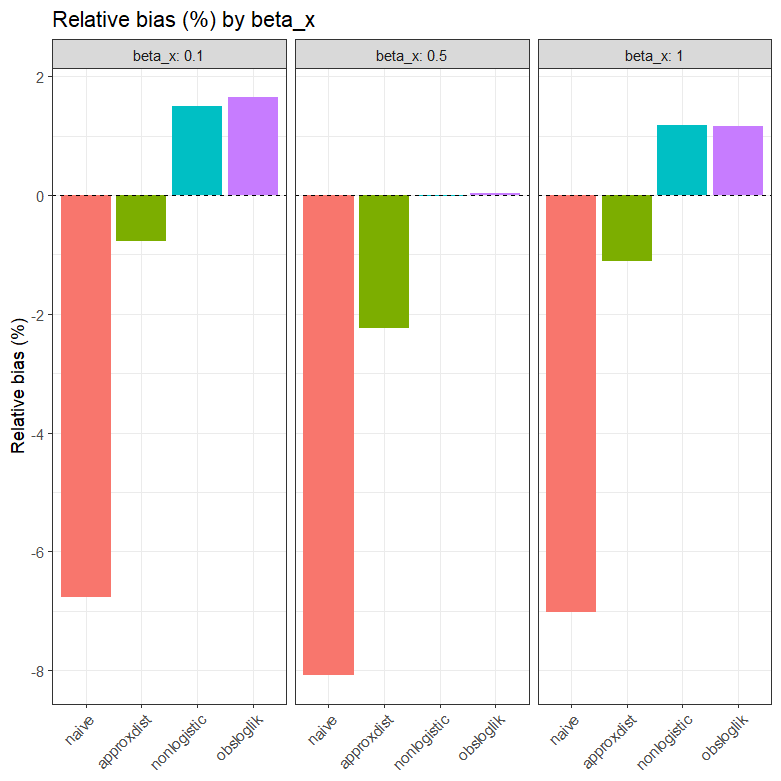 Relative bias (%) by beta_x
beta_x: 0.1
beta_x: 0.5
beta_x: 1
Relative bias (%)
2
0
-2
-4
-6
-8
naive
approxdist
nonlogistic
obsloglik
naive
approxdist
nonlogistic
obsloglik
naive
approxdist
nonlogistic
obsloglik